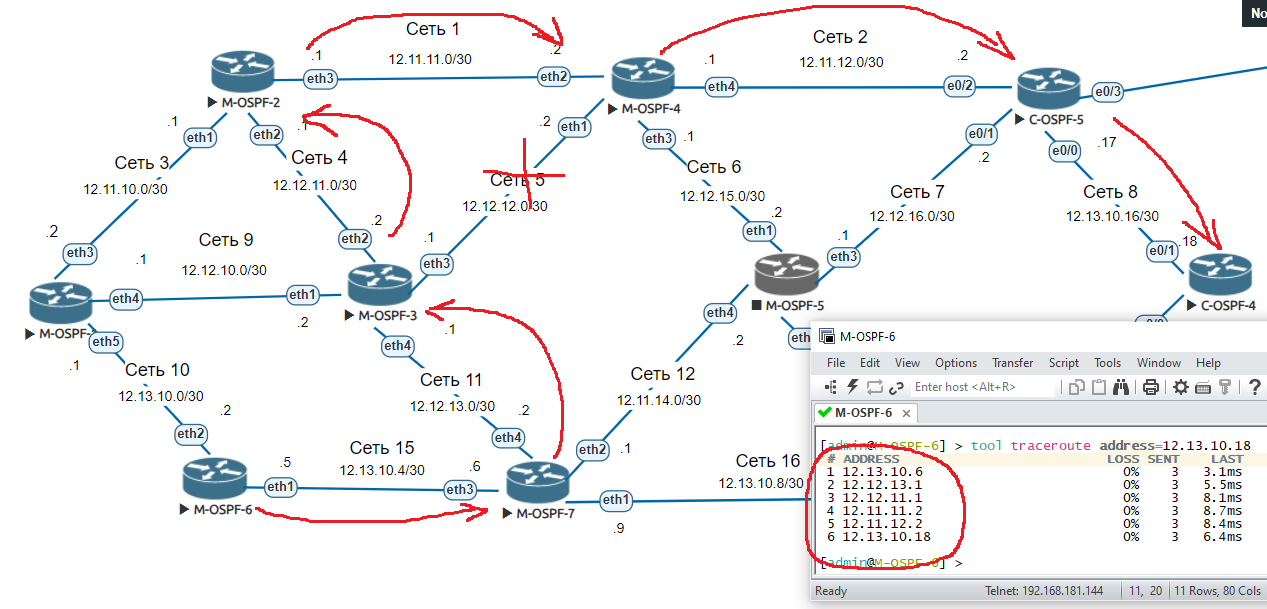 No
Сеть 1
12.11.11.0/30
.1
.2
eth3
eth2
M-OSPF-2
M-OSPF-4
Сеть 2
12.11.12.0/30
.1
.2
eth4
e0/2
e0/3
C-OSPF-5
.1
eth1
eth2
.1
Сеть 3
12.11.10.0/30
.2
eth3
Сеть 4
12.12.11.0/30
.2
eth2
.2
eth1
Сеть 5
12.12.12.0/30
.1
eth3
eth3
.1
Сеть 6
12.12.15.0/30
.2
eth1
e0/1
.2
Сеть 7
12.12.16.0/30
.1
eth3
e0/0
.17
Сеть 8
12.13.10.16/30
.18
e0/1
C-OSPF-4
M-OSPF-5
eth4
.2
eth
.1
Сеть 9
12.12.10.0/30
eth4
eth1
.2
M-OSPF-3
M-OSPF-
eth5
.1
Сеть 10
12.13.10.0/30
.2
eth2
.1
eth4
Сеть 11
12.12.13.0/30
.2
eth4
Сеть 12
12.11.14.0/30
eth2
.1
M-OSPF-6
.5
eth1
Сеть 15
12.13.10.4/30
.6
eth3
M-OSPF-7
eth1
.9
Сеть 16
12.13.10.8/30
M-OSPF-6
File Edit View Options Transfer Script Tools Window Help
Enter host <Alt+R>
M-OSPF-6 ×
[admin@M-OSPF-6] > tool traceroute address=12.13.10.18
# ADDRESS LOSS SENT LAST
1 12.13.10.6 0% 3 3.1ms
2 12.12.13.1 0% 3 5.5ms
3 12.12.11.1 0% 3 8.1ms
4 12.11.11.2 0% 3 8.7ms
5 12.11.12.2 0% 3 8.4ms
6 12.13.10.18 0% 3 6.4ms
[admin@M-OSPF-6] >
Ready Telnet: 192.168.181.144 11, 20 11 Rows, 80 Cols